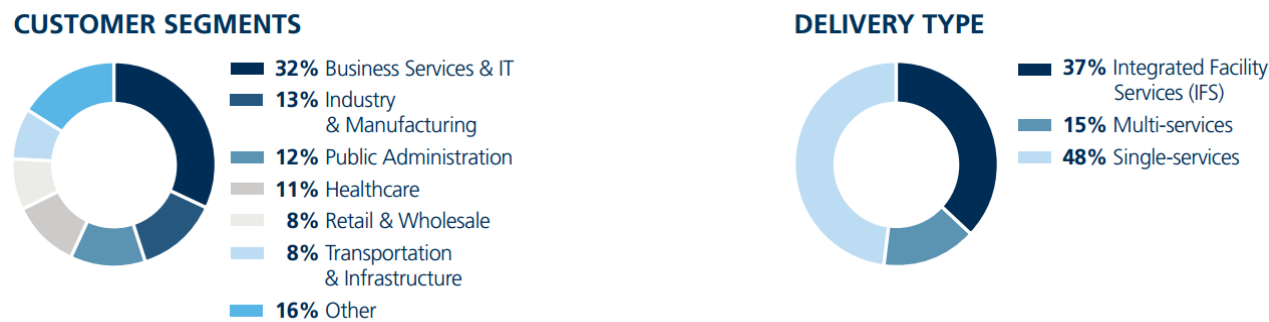 CUSTOMER SEGMENTS
32% Business Services & IT
13% Industry
& Manufacturing
12% Public Administration
11% Healthcare
8% Retail & Wholesale
8% Transportation
& Infrastructure
16% Other
DELIVERY TYPE
37% Integrated Facility
Services (IFS)
15% Multi-services
48% Single-services